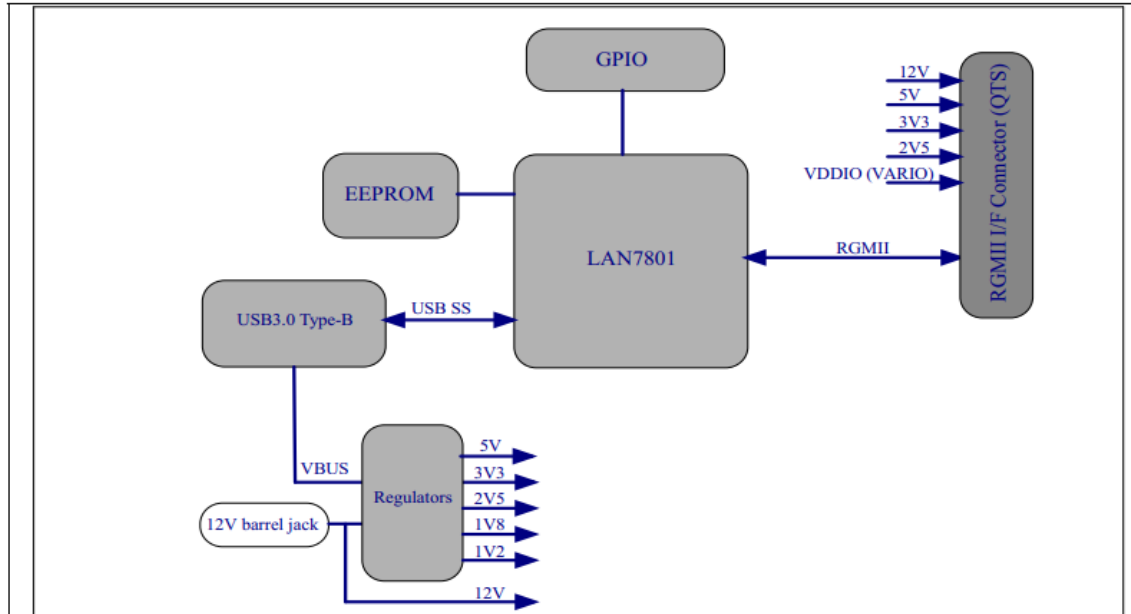 GPIO
12V
5V
3V3
2V5
VDDIO (VARIO)
RGMII I/F Connector (QTS)
EEPROM
LAN7801
RGMII
USB3.0 Type-B
USB SS
VBUS
Regulators
5V
3V3
2V5
1V8
1V2
12V barrel jack
12V